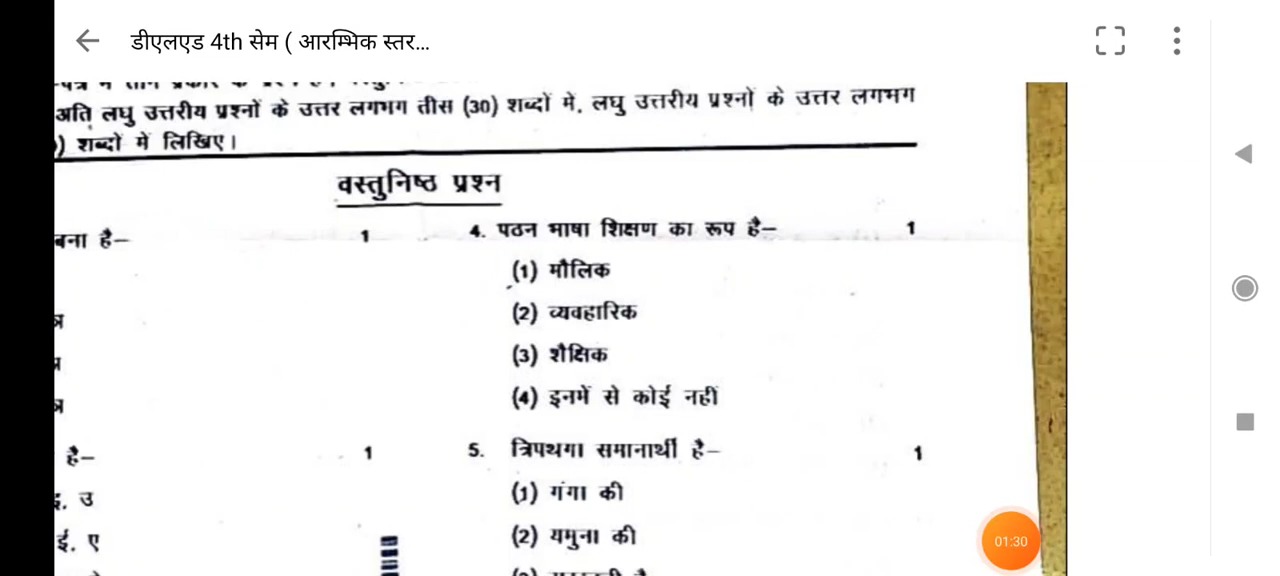 डीएलएड 4th सेम ( आरम्भिक स्तर...
अति लघु उत्तरीय प्रश्नों के उत्तर लगभग तीस (30) शब्दों में, लघु उत्तरीय प्रश्नों के उत्तर लगभग
) शब्दों में लिखिए।
वस्तुनिष्ठ प्रश्न
बना है– 1
है– 1
इ, उ
ई, ए
4. पठन भाषा शिक्षण का रूप है– 1
(1) मौलिक
(2) व्यवहारिक
(3) शैक्षिक
(4) इनमें से कोई नहीं
5. त्रिपथगा समानार्थी है– 1
(1) गंगा की
(2) यमुना की
01:30